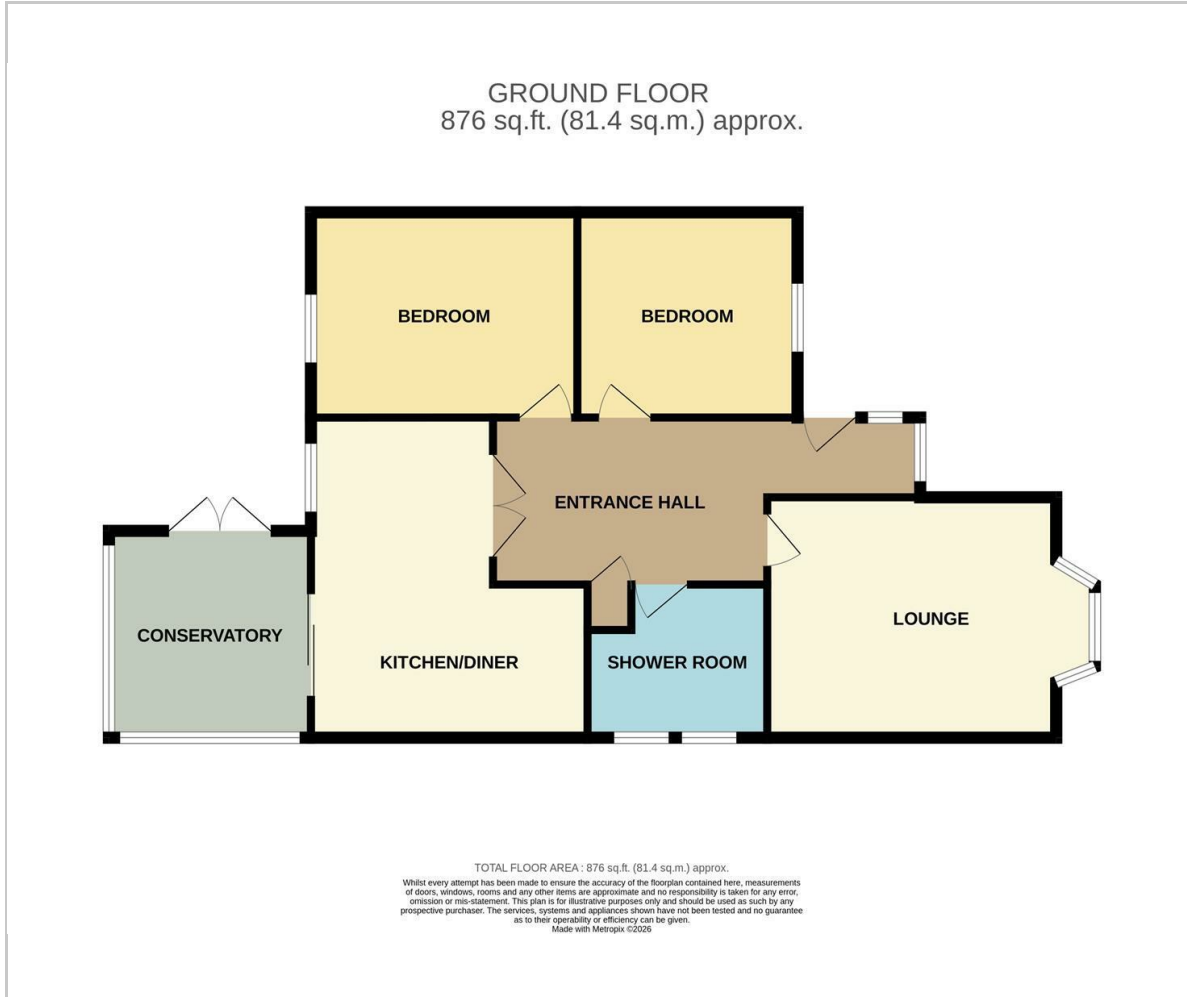 GROUND FLOOR
876 sq.ft. (81.4 sq.m.) approx.
BEDROOM
BEDROOM
ENTRANCE HALL
LOUNGE
CONSERVATORY
KITCHEN/DINER
SHOWER ROOM
TOTAL FLOOR AREA : 876 sq.ft. (81.4 sq.m.) approx.
Whilst every attempt has been made to ensure the accuracy of the floorplan contained here, measurements
of doors, windows, rooms and any other items are approximate and no responsibility is taken for any error,
omission or mis-statement. This plan is for illustrative purposes only and should be used as such by any
prospective purchaser. The services, systems and appliances shown have not been tested and no guarantee
as to their operability or efficiency can be given.
Made with Metropix ©2026